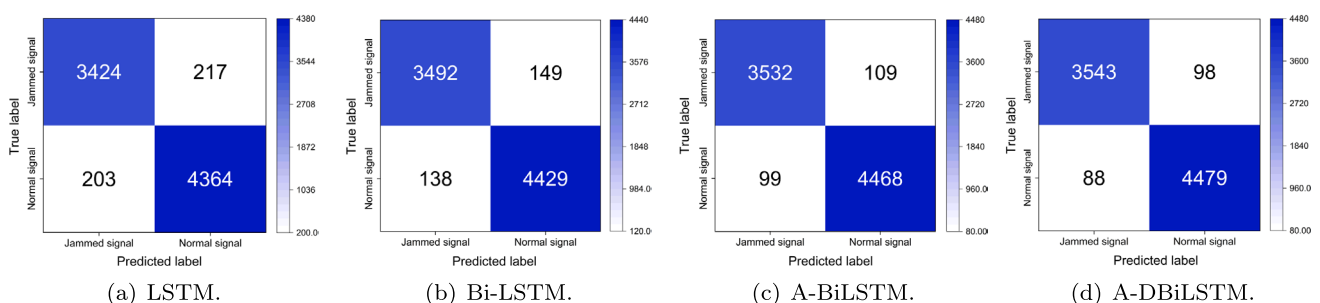 True label
Jammed signal
Normal signal
3424 217
203 4364
Jammed signal Normal signal
Predicted label
4380
3544
2708
1872
1036
200.0
(a) LSTM.
True label
Jammed signal
Normal signal
3492 149
138 4429
Jammed signal Normal signal
Predicted label
4440
3576
2712
1848
984.0
120.0
(b) Bi-LSTM.
True label
Jammed signal
Normal signal
3532 109
99 4468
Jammed signal Normal signal
Predicted label
4480
3600
2720
1840
960.0
80.00
(c) A-BiLSTM.
True label
Jammed signal
Normal signal
3543 98
88 4479
Jammed signal Normal signal
Predicted label
4480
3600
2720
1840
960.0
80.00
(d) A-DBiLSTM.